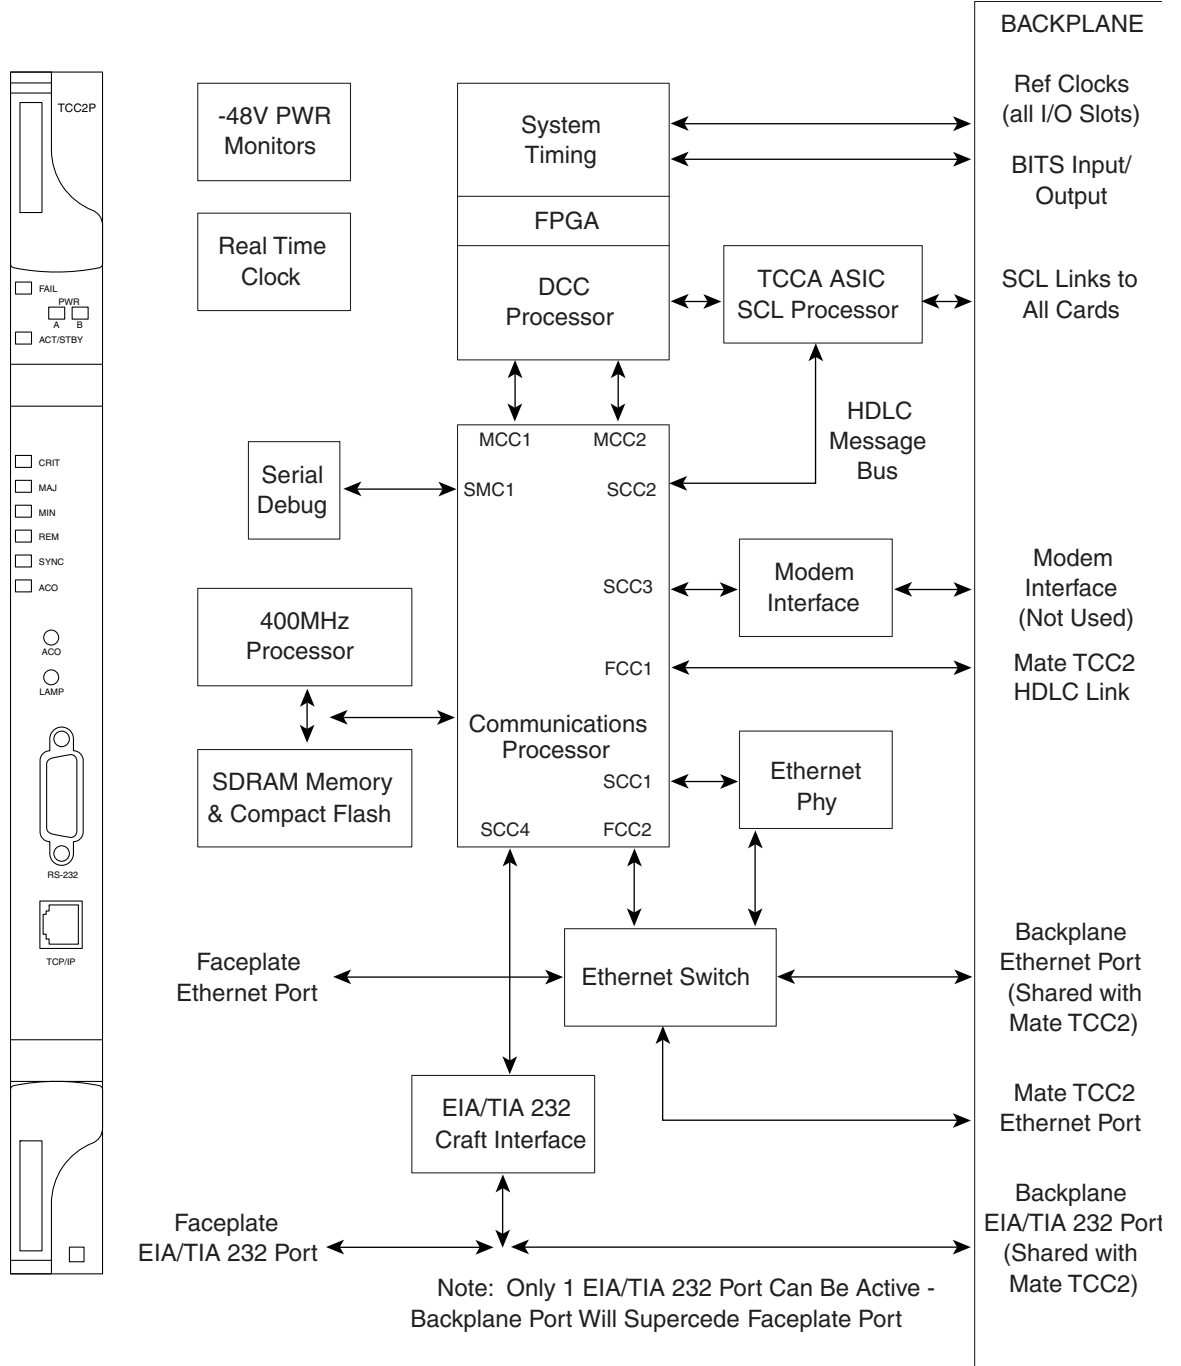 BACKPLANE
TCC2P
FAIL
PWR
A B
ACT/STBY
CRIT
MAJ
MIN
REM
SYNC
ACO
ACO
LAMP
RS-232
TCP/IP
-48V PWR
Monitors
Real Time
Clock
System
Timing
FPGA
DCC
Processor
TCCA ASIC
SCL Processor
Ref Clocks
(all I/O Slots)
BITS Input/
Output
SCL Links to
All Cards
HDLC
Message
Bus
Serial
Debug
MCC1
MCC2
SMC1
SCC2
SCC3
FCC1
Communications
Processor
SCC1
SCC4
FCC2
400MHz
Processor
SDRAM Memory
& Compact Flash
Modem
Interface
Modem
Interface
(Not Used)
Mate TCC2
HDLC Link
Ethernet
Phy
Faceplate
Ethernet Port
Ethernet Switch
Backplane
Ethernet Port
(Shared with
Mate TCC2)
Mate TCC2
Ethernet Port
EIA/TIA 232
Craft Interface
Faceplate
EIA/TIA 232 Port
Backplane
EIA/TIA 232 Port
(Shared with
Mate TCC2)
Note: Only 1 EIA/TIA 232 Port Can Be Active -
Backplane Port Will Supercede Faceplate Port